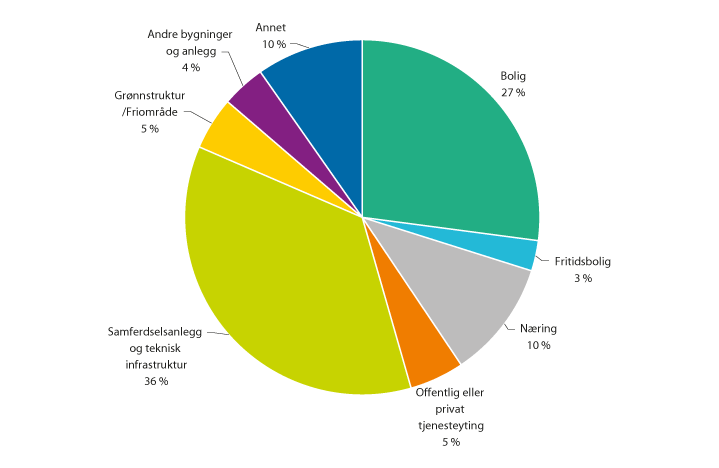 Annet
10 %
Bolig
27 %
Fritidsbolig
3 %
Næring
10 %
Offentlig eller
privat
tjenesteyting
5 %
Samferdselsanlegg
og teknisk
infrastruktur
36 %
Grønnstruktur
/Friområde
5 %
Andre bygninger
og anlegg
4 %